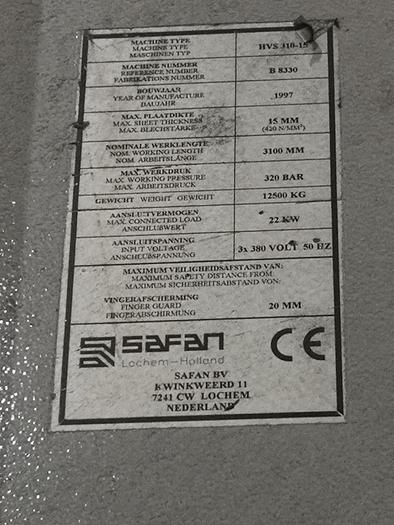 MACHINE TYPE
MACHINE TYPE HVS 310-15
MASCHINEN TYP
MACHINE NUMMER
REFERENCE NUMBER B 8330
FABRIKATIONS NUMMER
BOUWJAAR
YEAR OF MANUFACTURE 1997
BAUJAHR
MAX. PLAATDIKTE 15 MM
MAX. SHEET THICKNESS (420 N/MM²)
MAX. BLECHSTÄRKE
NOMINALE WERKLENGTE
NOM. WORKING LENGTH 3100 MM
NOM. ARBEITSLÄNGE
MAX. WERKDRUK
MAX. WORKING PRESSURE 320 BAR
MAX. ARBEITSDRUCK
GEWICHT WEIGHT GEWICHT 12500 KG
AANSLUITVERMOGEN
MAX. CONNECTED LOAD 22 KW
ANSCHLUßWERT
AANSLUITSPANNING
INPUT VOLTAGE 3x 380 VOLT 50 HZ
ANSCHLUßSPANNUNG
MAXIMUM VEILIGHEIDSAFSTAND VAN:
MAXIMUM SAFETY DISTANCE FROM:
MAXIMUM SICHERHEITSABSTAND VON:
VINGERAFSCHERMING
FINGER GUARD 20 MM
FINGERABSCHIRMUNG
SAFAN CE
Lochem-Holland
SAFAN BV
KWINKWEERD 11
7241 CW LOCHEM
NEDERLAND